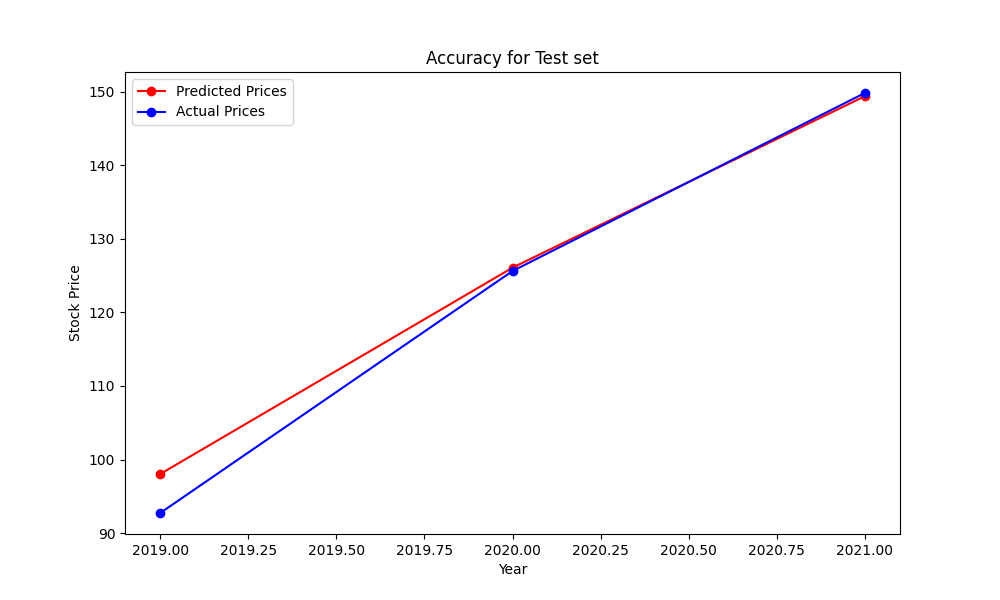 Accuracy for Test set
Predicted Prices
Actual Prices
150
140
130
120
110
100
90
Stock Price
2019.00 2019.25 2019.50 2019.75 2020.00 2020.25 2020.50 2020.75 2021.00
Year